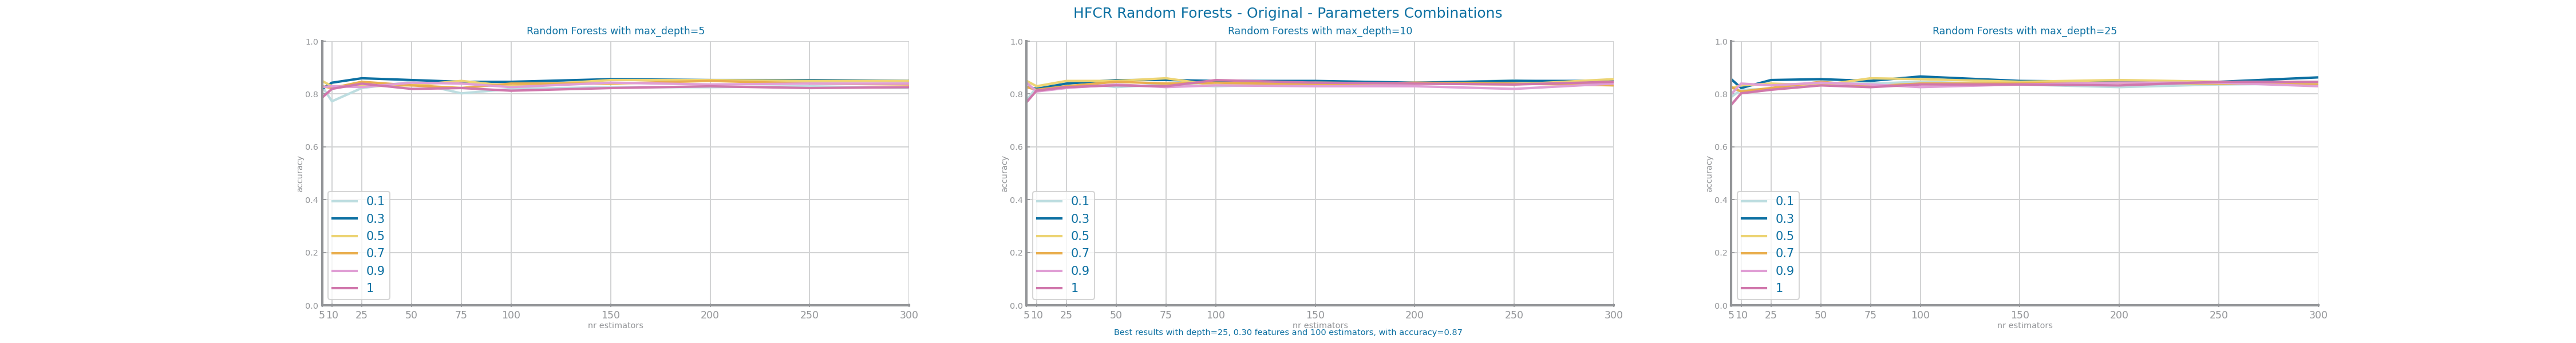 HFCR Random Forests - Original - Parameters Combinations
Random Forests with max_depth=5
1.0
0.8
0.6
0.4
0.2
0.0
accuracy
0.1
0.3
0.5
0.7
0.9
1
5 10 25 50 75 100 150 200 250 300
nr estimators
Random Forests with max_depth=10
1.0
0.8
0.6
0.4
0.2
0.0
accuracy
0.1
0.3
0.5
0.7
0.9
1
5 10 25 50 75 100 150 200 250 300
nr estimators
Random Forests with max_depth=25
1.0
0.8
0.6
0.4
0.2
0.0
accuracy
0.1
0.3
0.5
0.7
0.9
1
5 10 25 50 75 100 150 200 250 300
nr estimators
Best results with depth=25, 0.30 features and 100 estimators, with accuracy=0.87